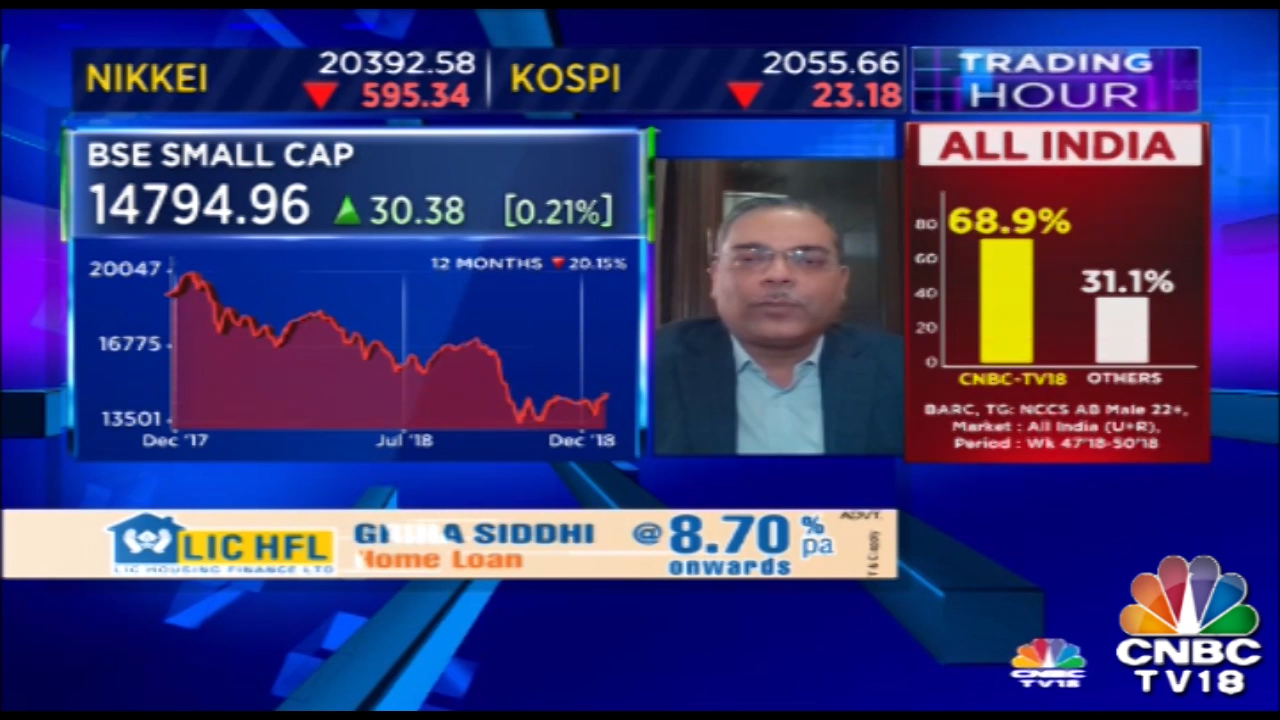 NIKKEI 20392.58 KOSPI 2055.66
595.34 23.18
TRADING
HOUR
BSE SMALL CAP
14794.96 30.38 [0.21%]
12 MONTHS 20.15%
20047
16775
13501
Dec '17 Jul '18 Dec '18
ALL INDIA
80
60
40
20
0
68.9%
31.1%
CNBC-TV18 OTHERS
BARC, TG: NCCS AB Male 22+,
Market : All India (U+R),
Period : Wk 47'18-50'18
LIC HFL
LIC HOUSING FINANCE LTD
SIDDHI @ 8.70 % pa
Home Loan onwards
ADVT.
T & C apply
CNBC
TV18
CNBC
TV18